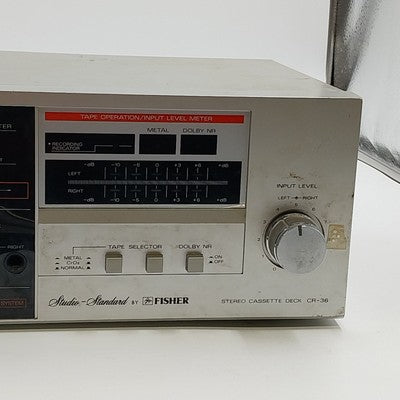 TAPE OPERATION/INPUT LEVEL METER
METAL DOLBY NR
RECORDING
INDICATOR
-dB -10 -5 0 +3 +6 +dB
LEFT
RIGHT
-dB -10 -5 0 +3 +6 +dB
INPUT LEVEL
LEFT RIGHT
TAPE SELECTOR DOLBY NR
METAL
CrO2
NORMAL
ON
OFF
RIGHT
SYSTEM
Studio-Standard BY FISHER
STEREO CASSETTE DECK CR-36